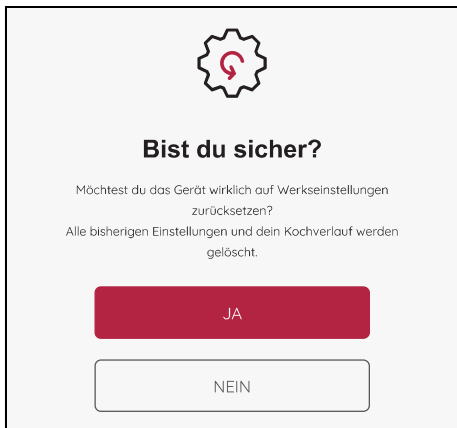 Bist du sicher?
Möchtest du das Gerät wirklich auf Werkseinstellungen
zurücksetzen?
Alle bisherigen Einstellungen und dein Kochverlauf werden
gelöscht.
JA
NEIN